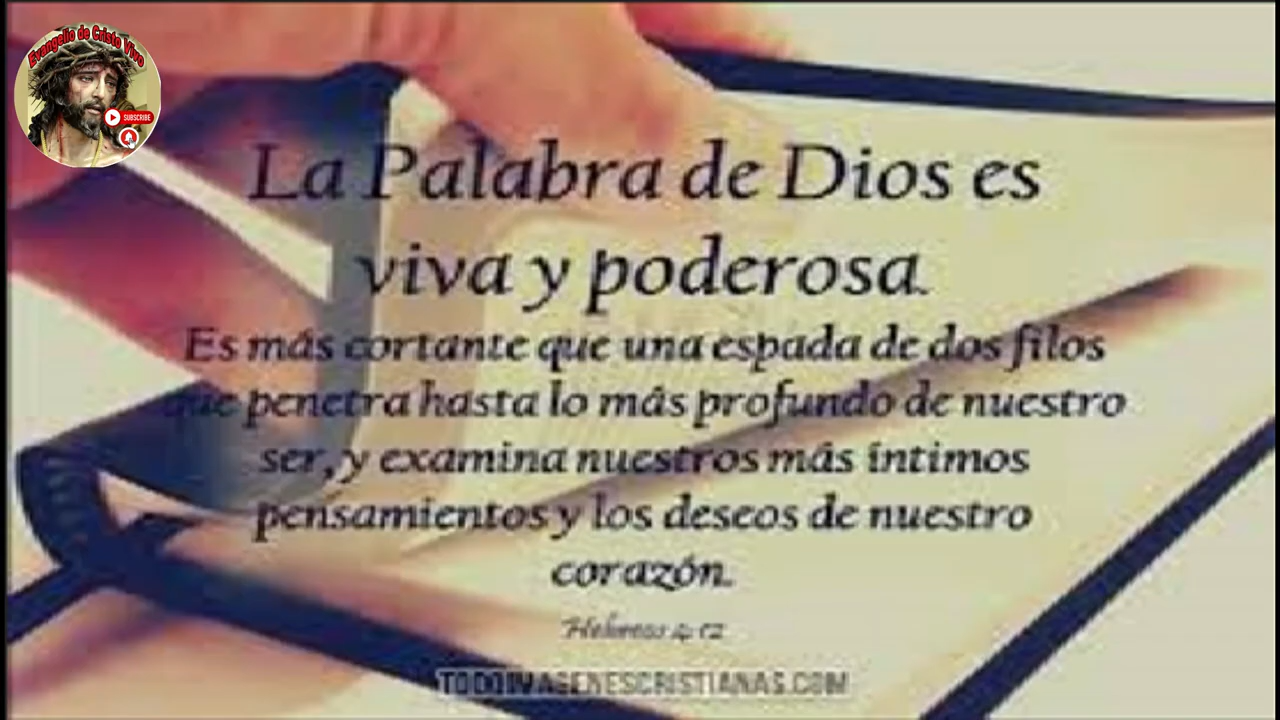 Evangelio de Cristo Vivo
SUBSCRIBE
La Palabra de Dios es
viva y poderosa.
Es más cortante que una espada de dos filos
que penetra hasta lo más profundo de nuestro
ser, y examina nuestros más íntimos
pensamientos y los deseos de nuestro
corazón.
Hebreos 4:12
TODOIMAGENESCRISTIANAS.COM